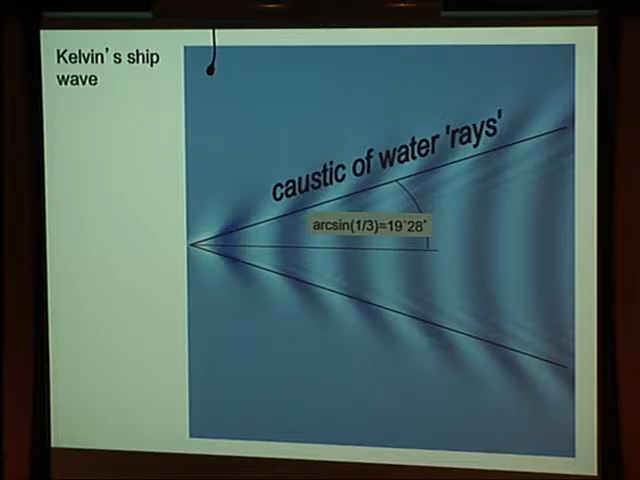 Kelvin's ship
wave
caustic of water 'rays'
arcsin(1/3)=19°28'